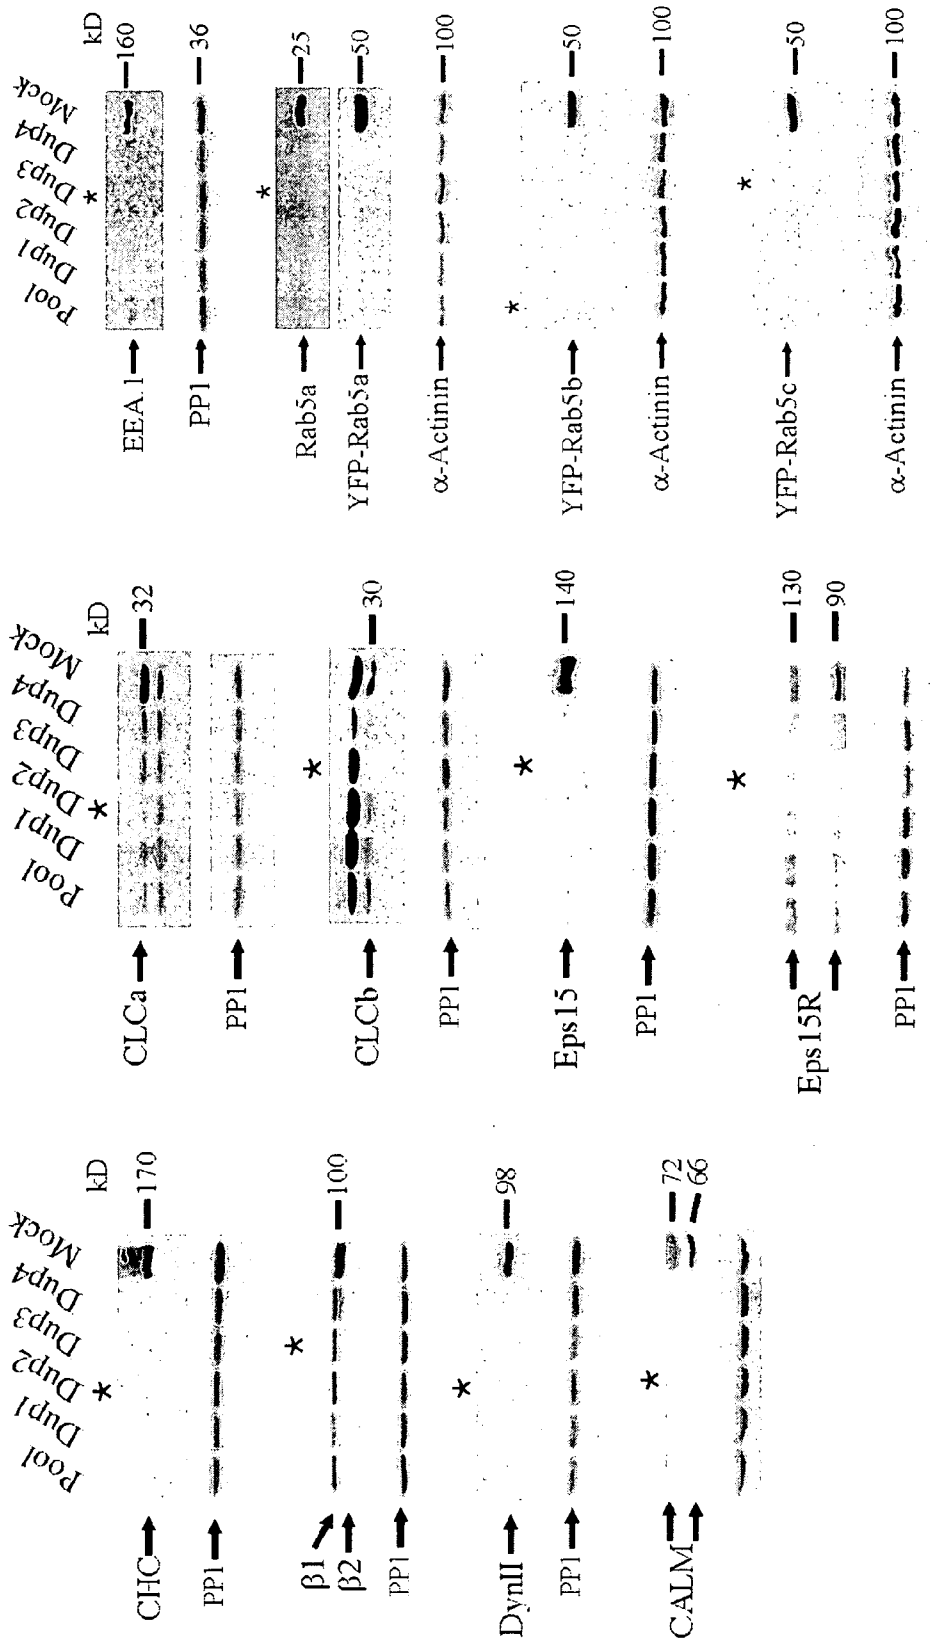 Pool Dup1 Dup2 Dup3 Dup4 Mock
kD
*
EEA.1 160
PP1 36
*
Rab5a 25
YFP-Rab5a 50
α-Actinin 100
*
YFP-Rab5b 50
α-Actinin 100
*
YFP-Rab5c 50
α-Actinin 100
Pool Dup1 Dup2 Dup3 Dup4 Mock
kD
*
CLCa 32
PP1
*
CLCb 30
PP1
*
Eps15 140
PP1
*
Eps15R 130
90
PP1
Pool Dup1 Dup2 Dup3 Dup4 Mock
kD
*
CHC 170
PP1
*
β1 100
β2
PP1
*
DynII 98
PP1
*
CALM 72
66